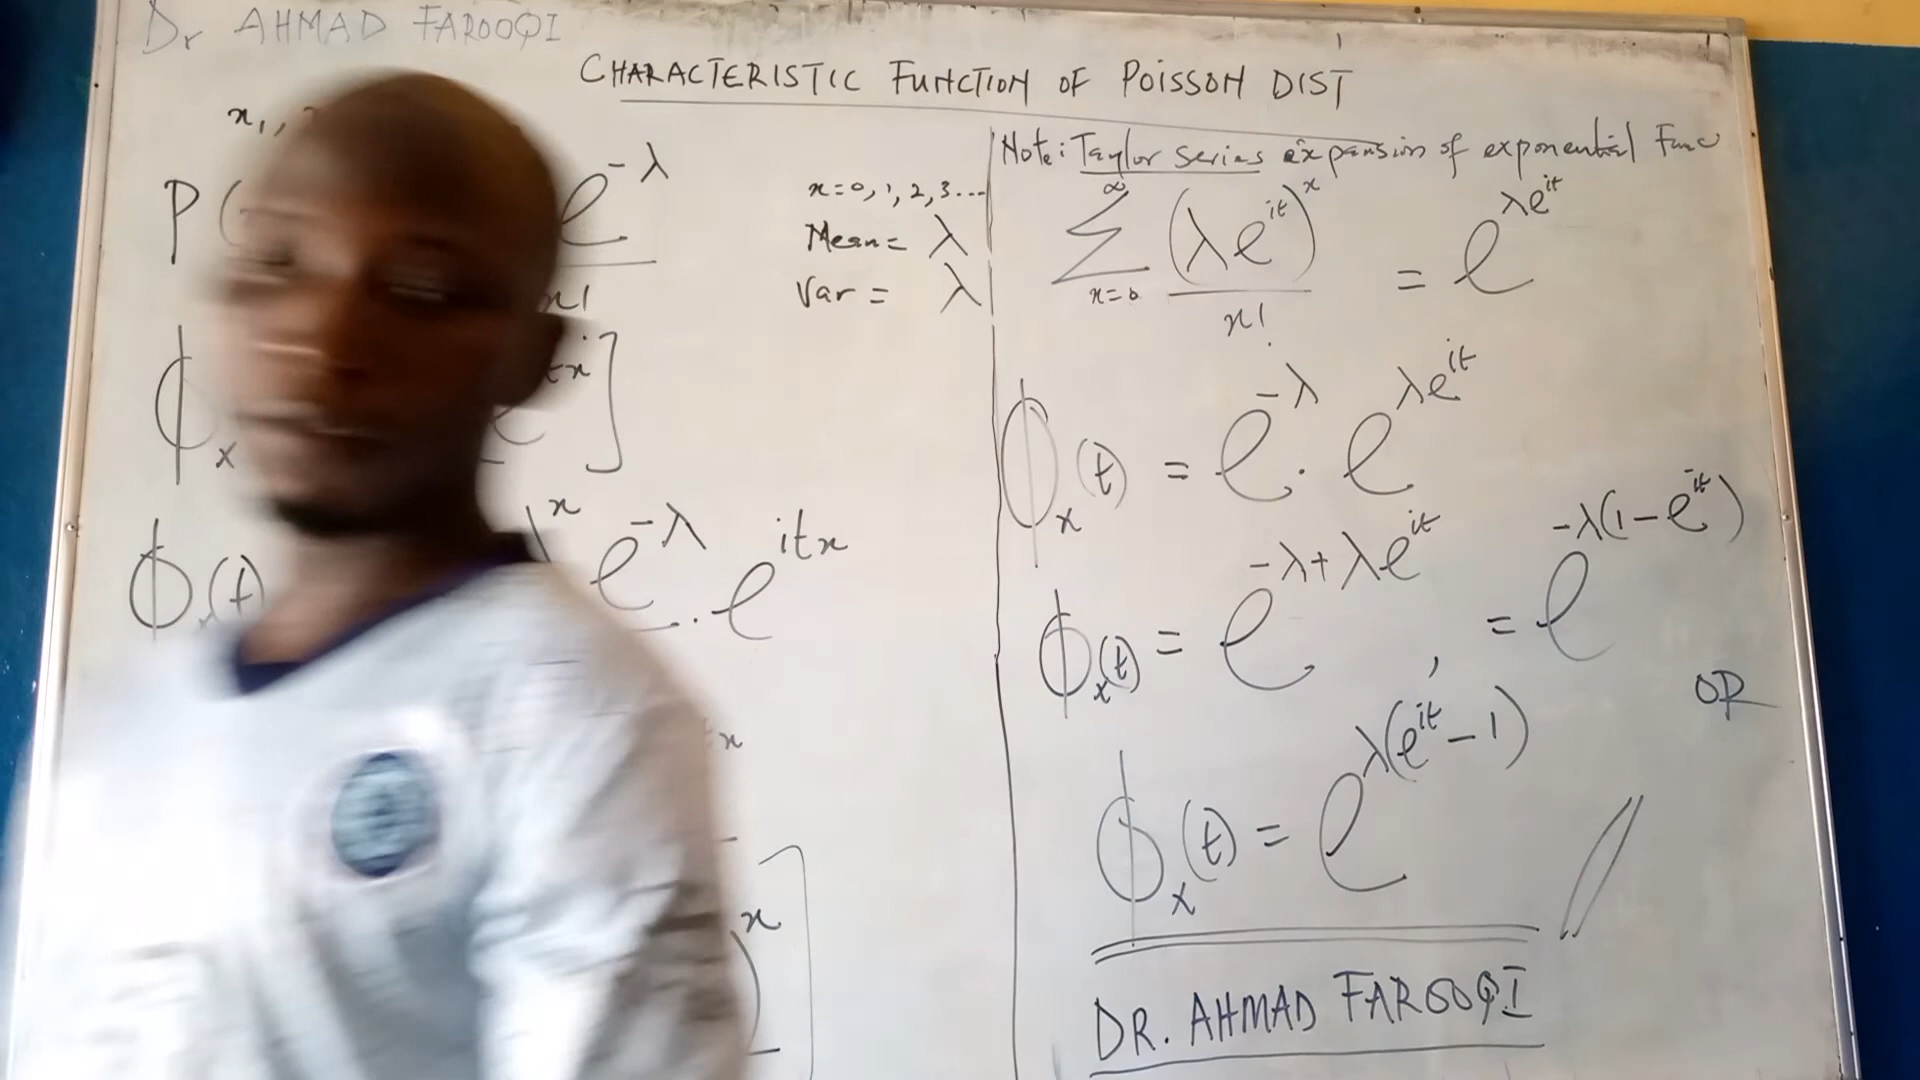 Dr AHMAD FAROOQI
CHARACTERISTIC FUNCTION OF POISSON DIST
x₁,
P( e^-λ
x!
x=0, 1, 2, 3...
Mean = λ
Var = λ
ϕ_x tx]
ϕ_x(t) λ^x e^-λ . e^itx
x
x
Note: Taylor series expansion of exponential Func
∞
Σ (λe^it)^x / x! = e^λe^it
x=0
ϕ_x(t) = e^-λ . e^λe^it
ϕ_x(t) = e^-λ+λe^it , = e^-λ(1-e^it)
OR
ϕ_x(t) = e^λ(e^it-1) //
DR. AHMAD FAROOQI